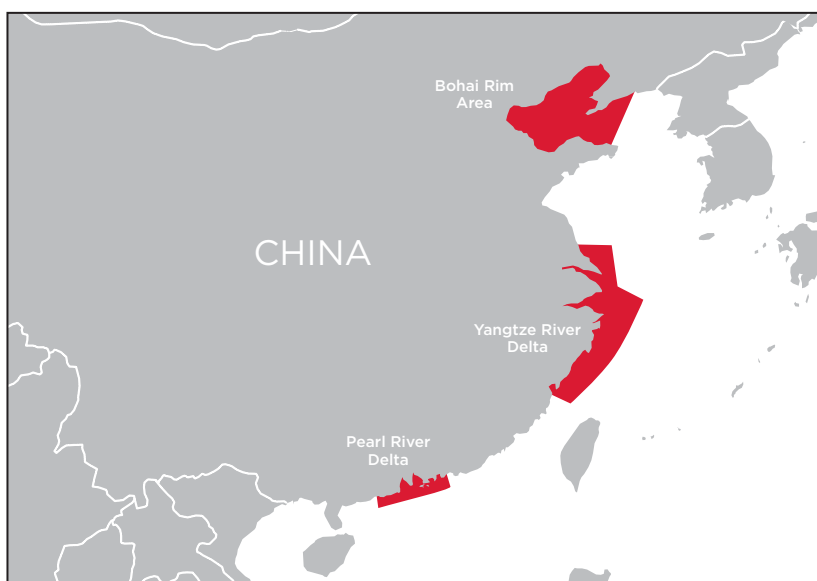 Bohai Rim
Area
CHINA
Yangtze River
Delta
Pearl River
Delta